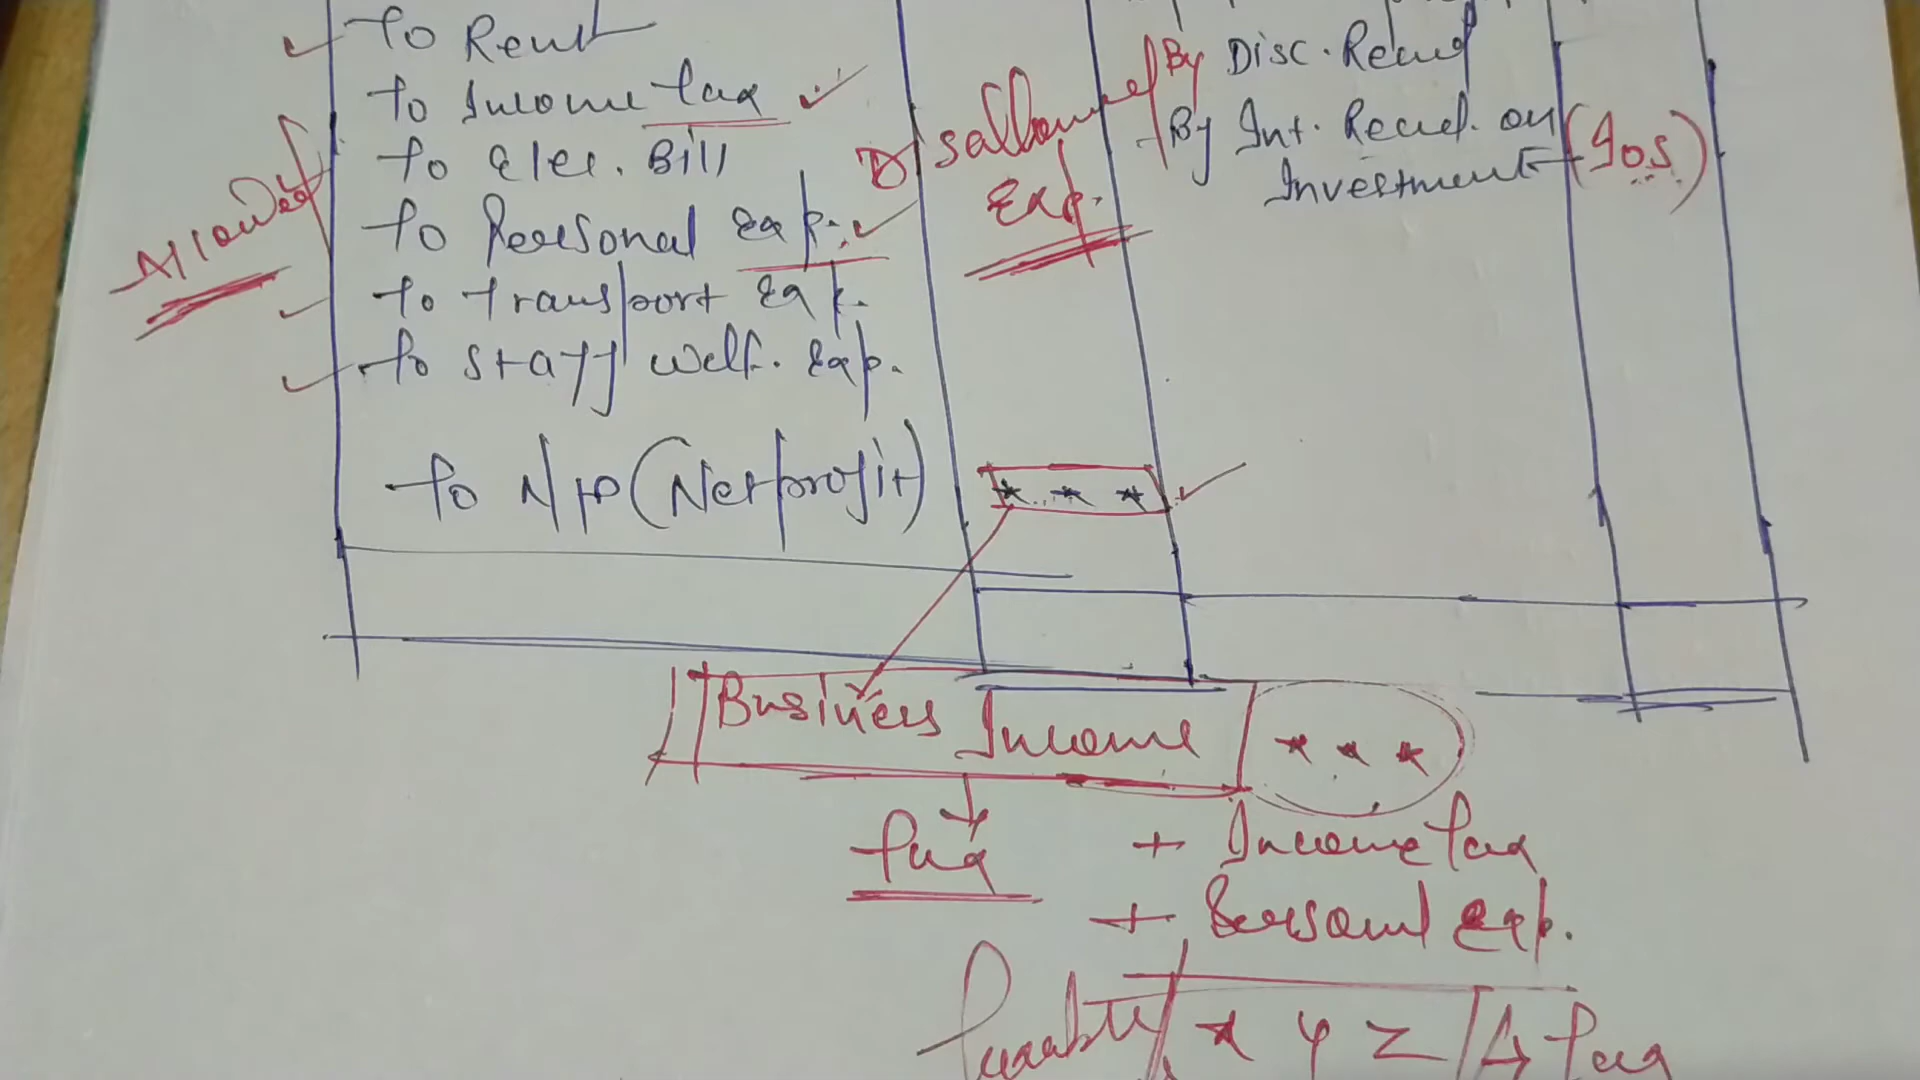 To Rent
To Income tax
To Elec. Bill
To Personal Exp.
To transport Exp.
To staff welf. Exp.
To N/P (Net profit) * * *
Allowed
Disallowed
Exp.
By Disc. Recd
By Int. Recd. on
Investment (IOS)
Business Income * * *
Tax
+ Income Tax
+ Personal Exp.
Taxable x y z Tax